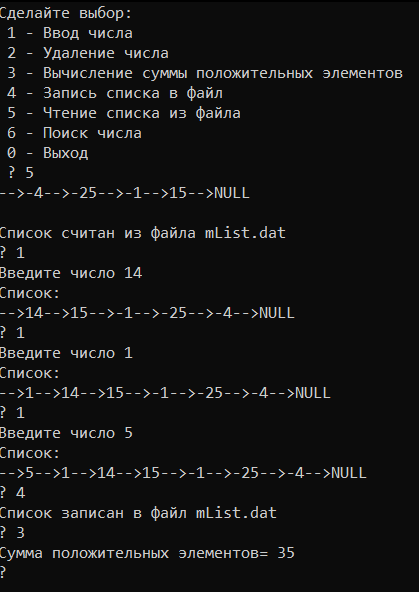 Сделайте выбор:
1 - Ввод числа
2 - Удаление числа
3 - Вычисление суммы положительных элементов
4 - Запись списка в файл
5 - Чтение списка из файла
6 - Поиск числа
0 - Выход
? 5
-->-4-->-25-->-1-->15-->NULL
Список считан из файла mList.dat
? 1
Введите число 14
Список:
-->14-->15-->-1-->-25-->-4-->NULL
? 1
Введите число 1
Список:
-->1-->14-->15-->-1-->-25-->-4-->NULL
? 1
Введите число 5
Список:
-->5-->1-->14-->15-->-1-->-25-->-4-->NULL
? 4
Список записан в файл mList.dat
? 3
Сумма положительных элементов= 35
?